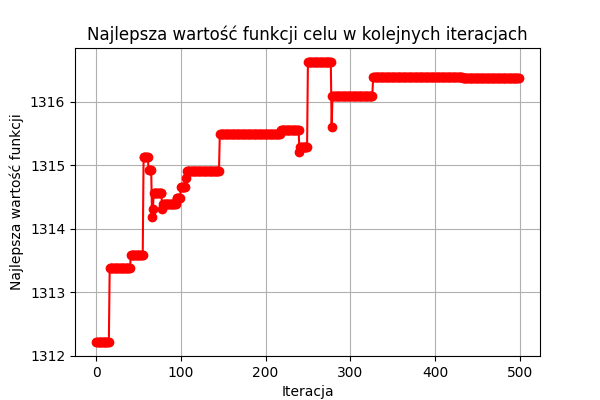 Najlepsza wartość funkcji celu w kolejnych iteracjach
Najlepsza wartość funkcji
1316
1315
1314
1313
1312
0 100 200 300 400 500
Iteracja